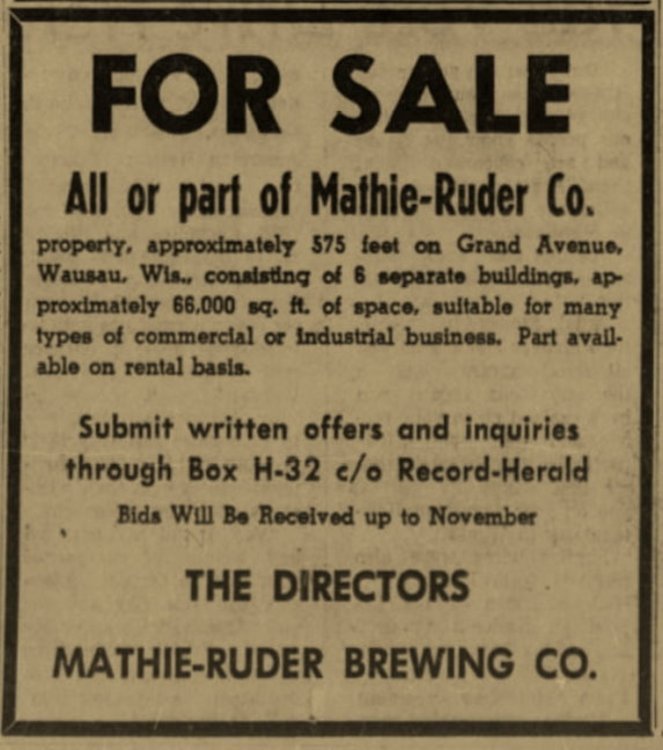 FOR SALE
All or part of Mathie-Ruder Co.
property, approximately 575 feet on Grand Avenue,
Wausau, Wis., consisting of 6 separate buildings, ap-
proximately 66,000 sq. ft. of space, suitable for many
types of commercial or industrial business. Part avail-
able on rental basis.
Submit written offers and inquiries
through Box H-32 c/o Record-Herald
Bids Will Be Received up to November
THE DIRECTORS
MATHIE-RUDER BREWING CO.